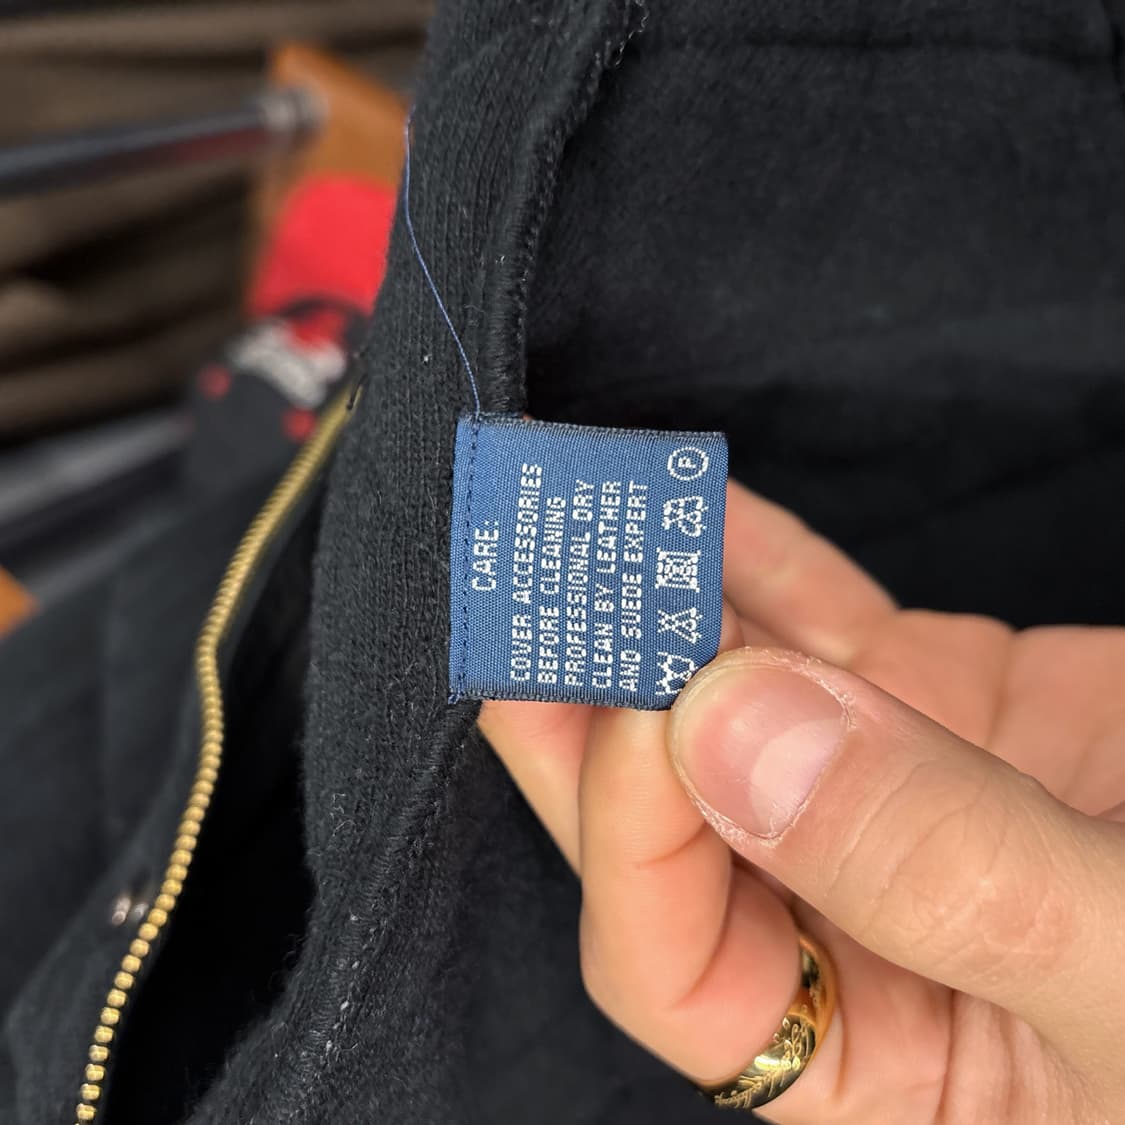 CARE:
COVER ACCESSORIES
BEFORE CLEANING
PROFESSIONAL DRY
CLEAN BY LEATHER
AND SUEDE EXPERT
P